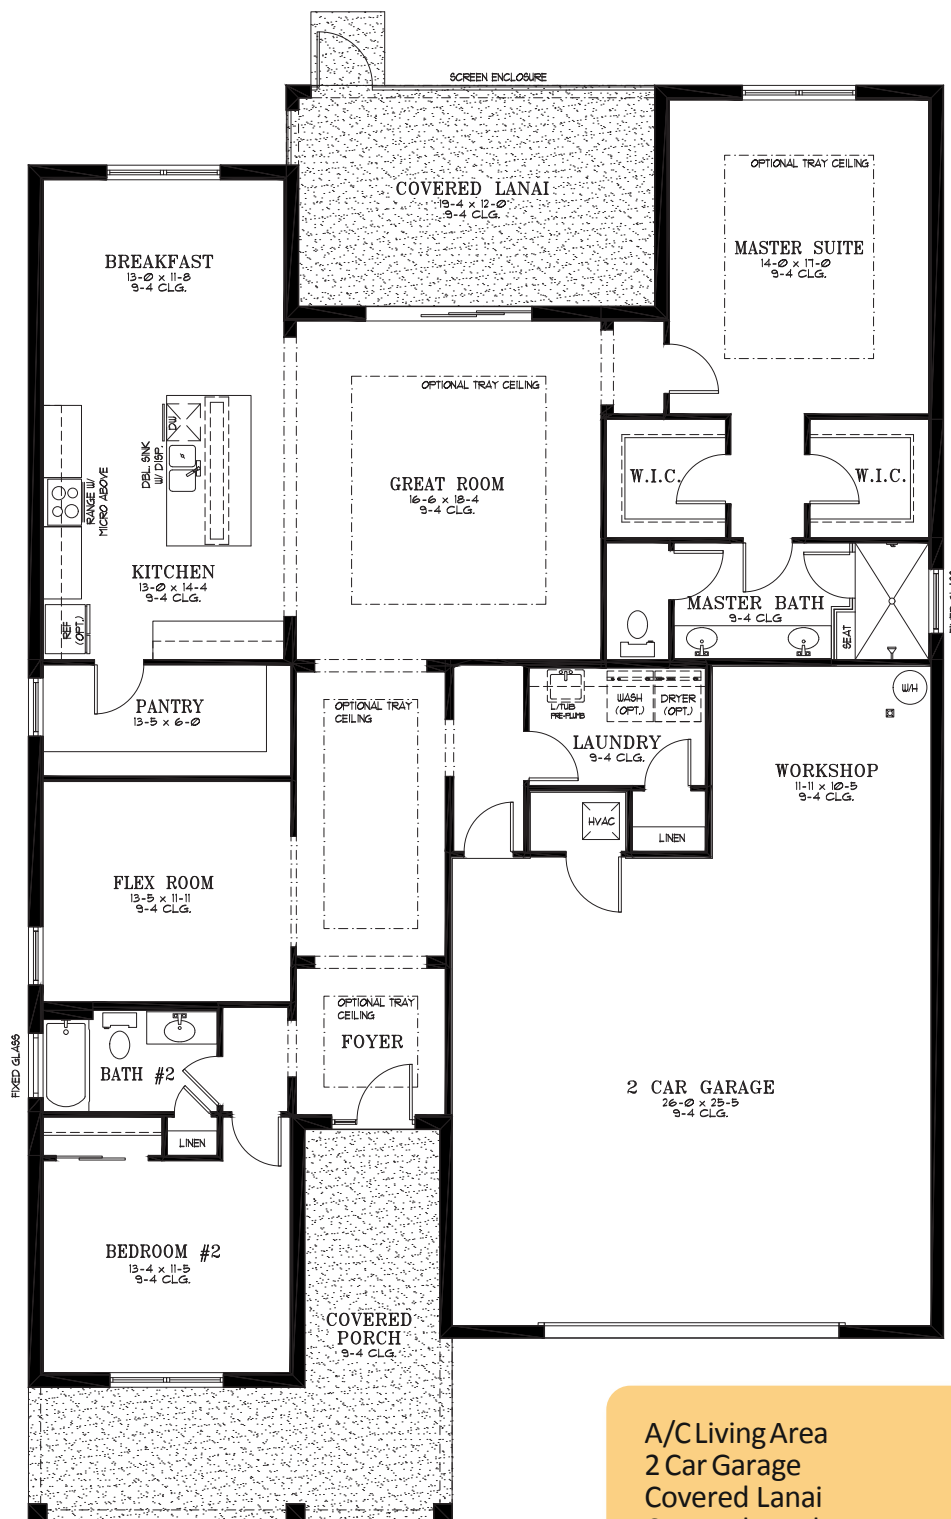 SCREEN ENCLOSURE
COVERED LANAI
19-4 x 12-0
9-4 CLG.
OPTIONAL TRAY CEILING
MASTER SUITE
14-0 x 17-0
9-4 CLG.
BREAKFAST
13-0 x 11-8
9-4 CLG.
OPTIONAL TRAY CEILING
GREAT ROOM
16-6 x 18-4
9-4 CLG.
DW
DBL. SINK
W/ DISP.
RANGE W/
MICRO ABOVE
W.I.C.
W.I.C.
KITCHEN
13-0 x 14-4
9-4 CLG.
REF
(OPT.)
MASTER BATH
9-4 CLG
SEAT
PANTRY
13-5 x 6-0
OPTIONAL TRAY
CEILING
L/TUB
PRE-PLUMB
WASH
(OPT.)
DRYER
(OPT.)
W/H
LAUNDRY
9-4 CLG.
WORKSHOP
11-11 x 10-5
9-4 CLG.
HVAC
LINEN
FLEX ROOM
13-5 x 11-11
9-4 CLG.
OPTIONAL TRAY
CEILING
FOYER
FIXED GLASS
BATH #2
LINEN
2 CAR GARAGE
26-0 x 25-5
9-4 CLG.
BEDROOM #2
13-4 x 11-5
9-4 CLG.
COVERED
PORCH
9-4 CLG.
A/C Living Area
2 Car Garage
Covered Lanai